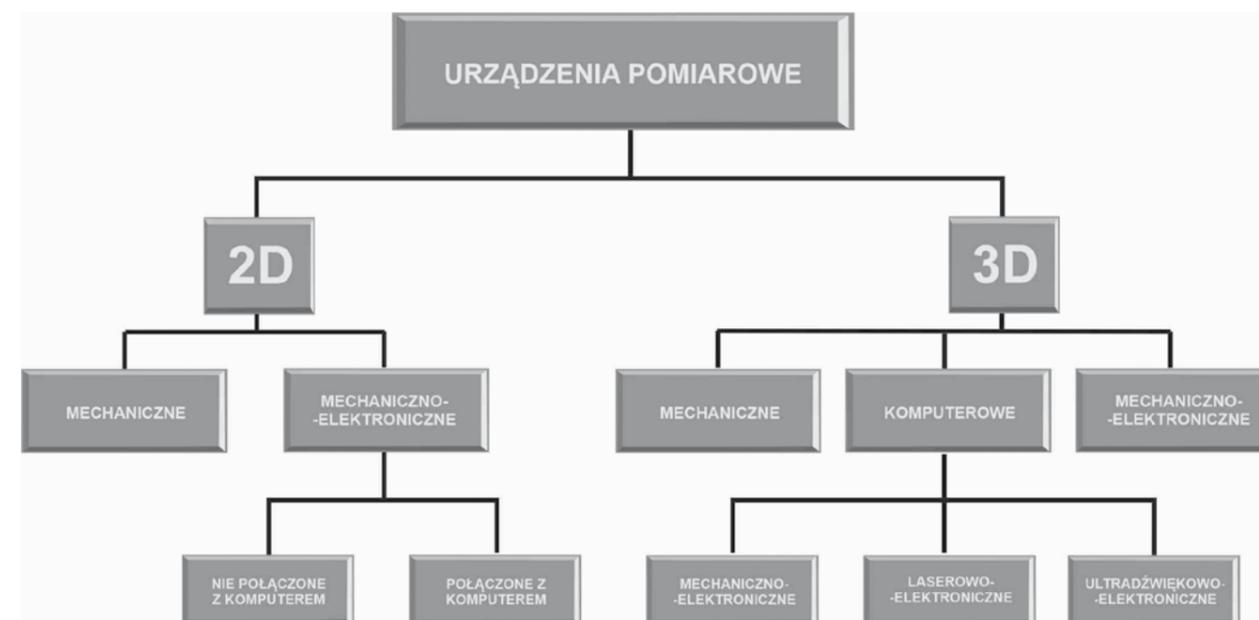 URZĄDZENIA POMIAROWE
2D
3D
MECHANICZNE
MECHANICZNO-
-ELEKTRONICZNE
MECHANICZNE
KOMPUTEROWE
MECHANICZNO-
-ELEKTRONICZNE
NIE POŁĄCZONE
Z KOMPUTEREM
POŁĄCZONE Z
KOMPUTEREM
MECHANICZNO-
-ELEKTRONICZNE
LASEROWO-
-ELEKTRONICZNE
ULTRADŹWIĘKOWO-
-ELEKTRONICZNE